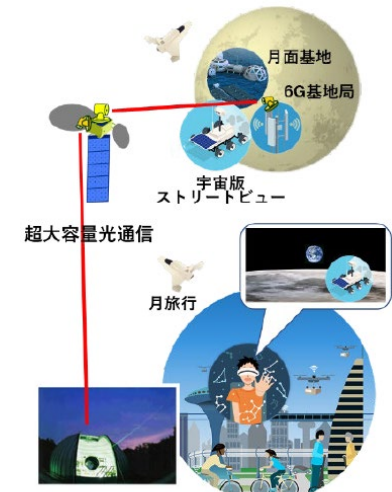 月面基地
6G基地局
宇宙版
ストリートビュー
超大容量光通信
月旅行